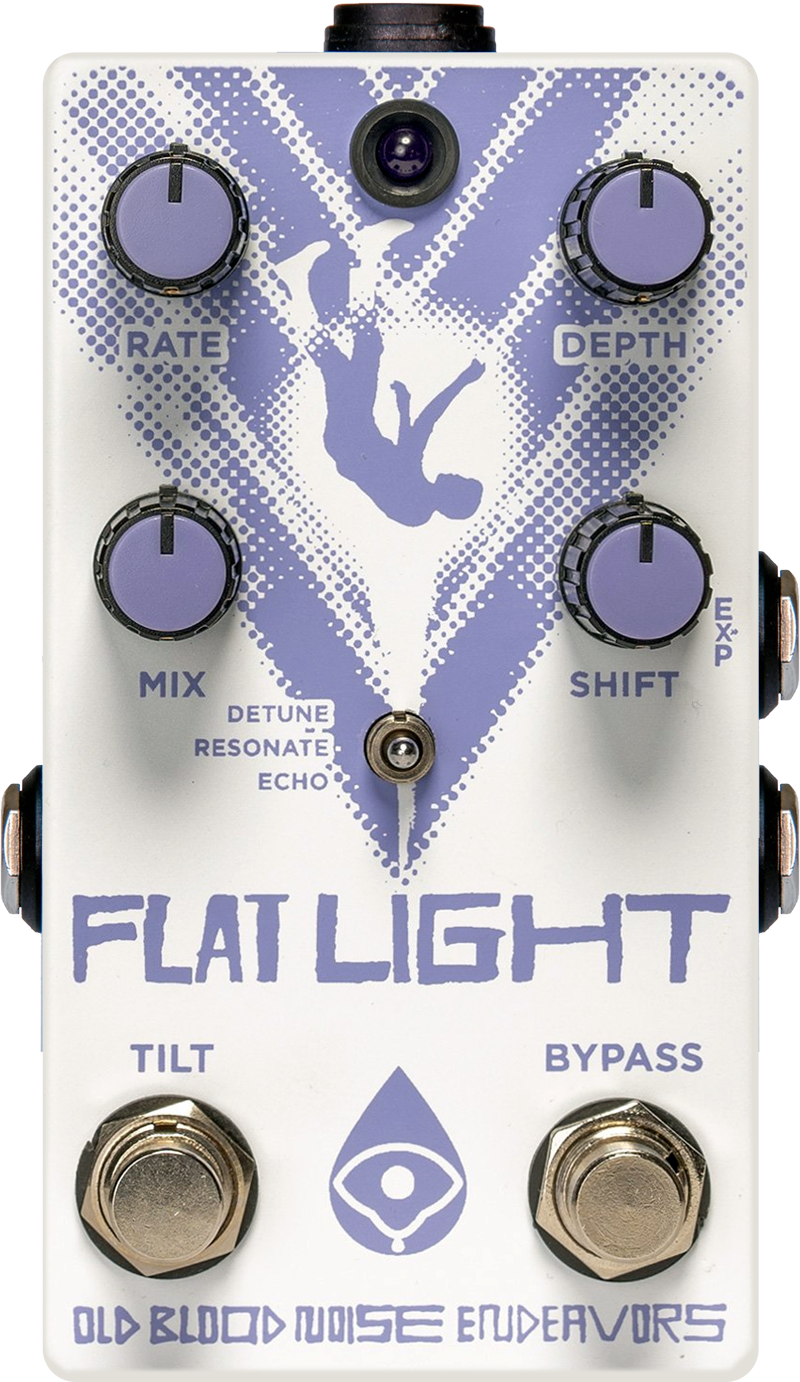 RATE
DEPTH
MIX
SHIFT
EXP
DETUNE
RESONATE
ECHO
FLAT LIGHT
TILT
BYPASS
OLD BLOOD NOISE ENDEAVORS